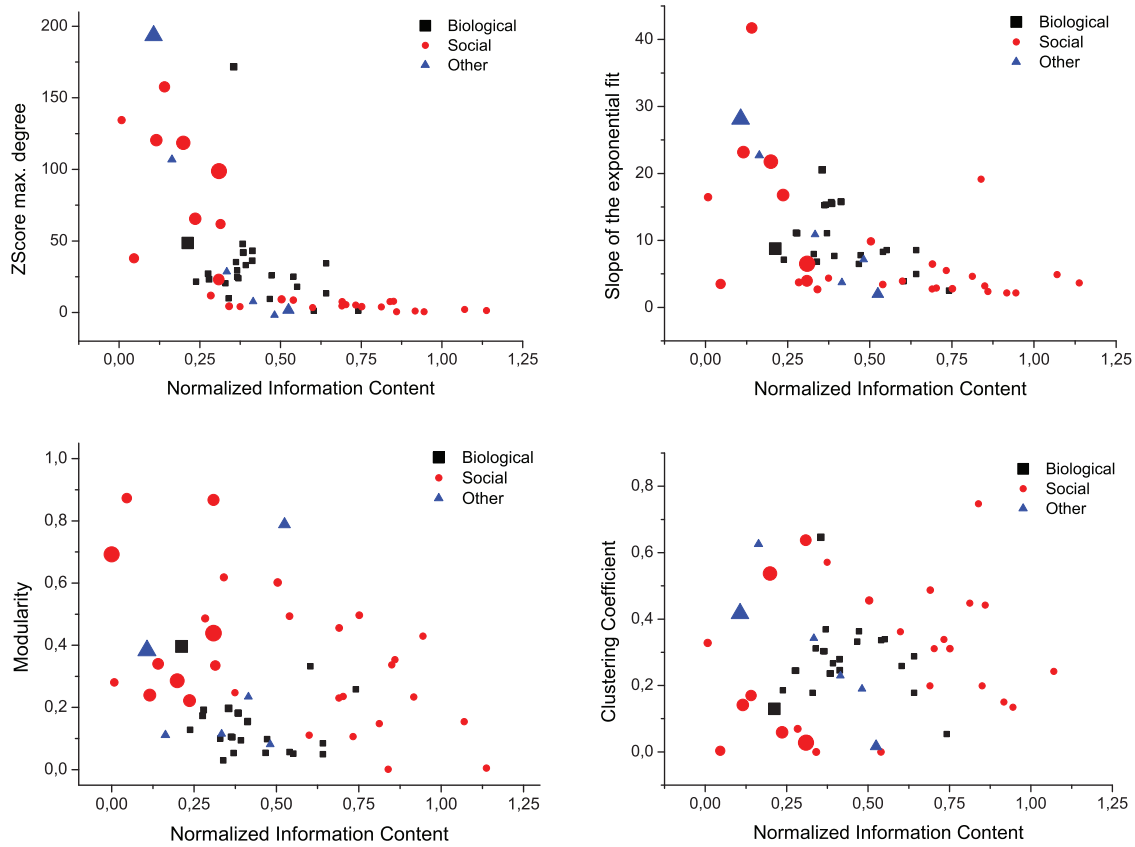 200
150
100
50
0
ZScore max. degree
0,00 0,25 0,50 0,75 1,00 1,25
Normalized Information Content
Biological
Social
Other
40
30
20
10
0
Slope of the exponential fit
0,00 0,25 0,50 0,75 1,00 1,25
Normalized Information Content
Biological
Social
Other
1,0
0,8
0,6
0,4
0,2
0,0
Modularity
0,00 0,25 0,50 0,75 1,00 1,25
Normalized Information Content
Biological
Social
Other
0,8
0,6
0,4
0,2
0,0
Clustering Coefficient
0,00 0,25 0,50 0,75 1,00 1,25
Normalized Information Content
Biological
Social
Other